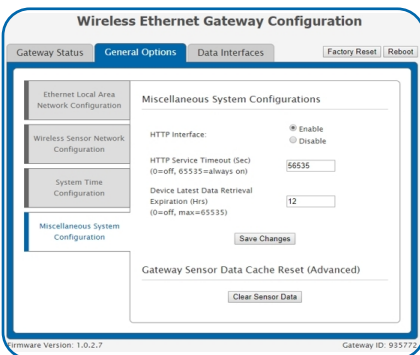 Wireless Ethernet Gateway Configuration
Gateway Status
General Options
Data Interfaces
Factory Reset
Reboot
Ethernet Local Area
Network Configuration
Wireless Sensor Network
Configuration
System Time
Configuration
Miscellaneous System
Configuration
Miscellaneous System Configurations
HTTP Interface:
Enable
Disable
HTTP Service Timeout (Sec)
(0=off, 65535=always on)
56535
Device Latest Data Retrieval
Expiration (Hrs)
(0=off, max=65535)
12
Save Changes
Gateway Sensor Data Cache Reset (Advanced)
Clear Sensor Data
Firmware Version: 1.0.2.7
Gateway ID: 935772